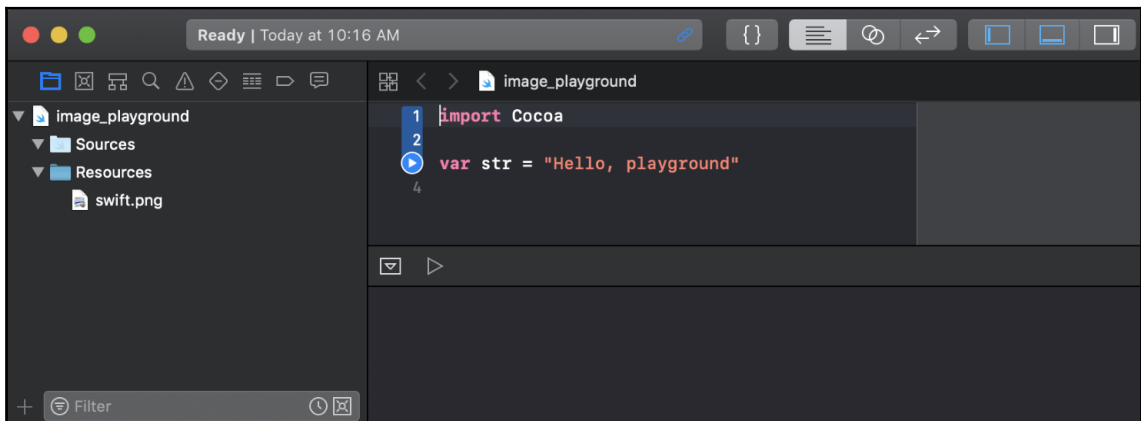 Ready | Today at 10:16 AM
{}
image_playground
Sources
Resources
swift.png
Filter
image_playground
1 import Cocoa
2
var str = "Hello, playground"
4